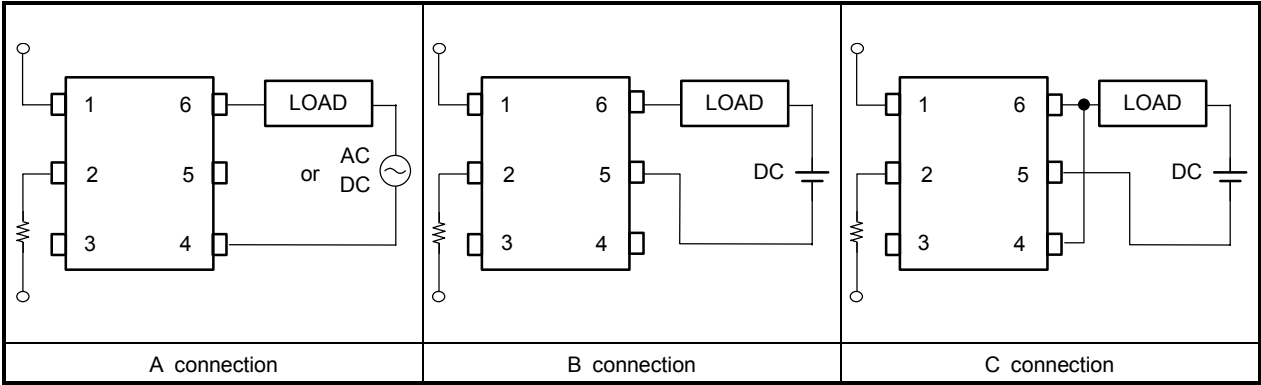 1 6 LOAD
2 5 or AC
DC
3 4
A connection
1 6 LOAD
2 5 DC
3 4
B connection
1 6 LOAD
2 5 DC
3 4
C connection